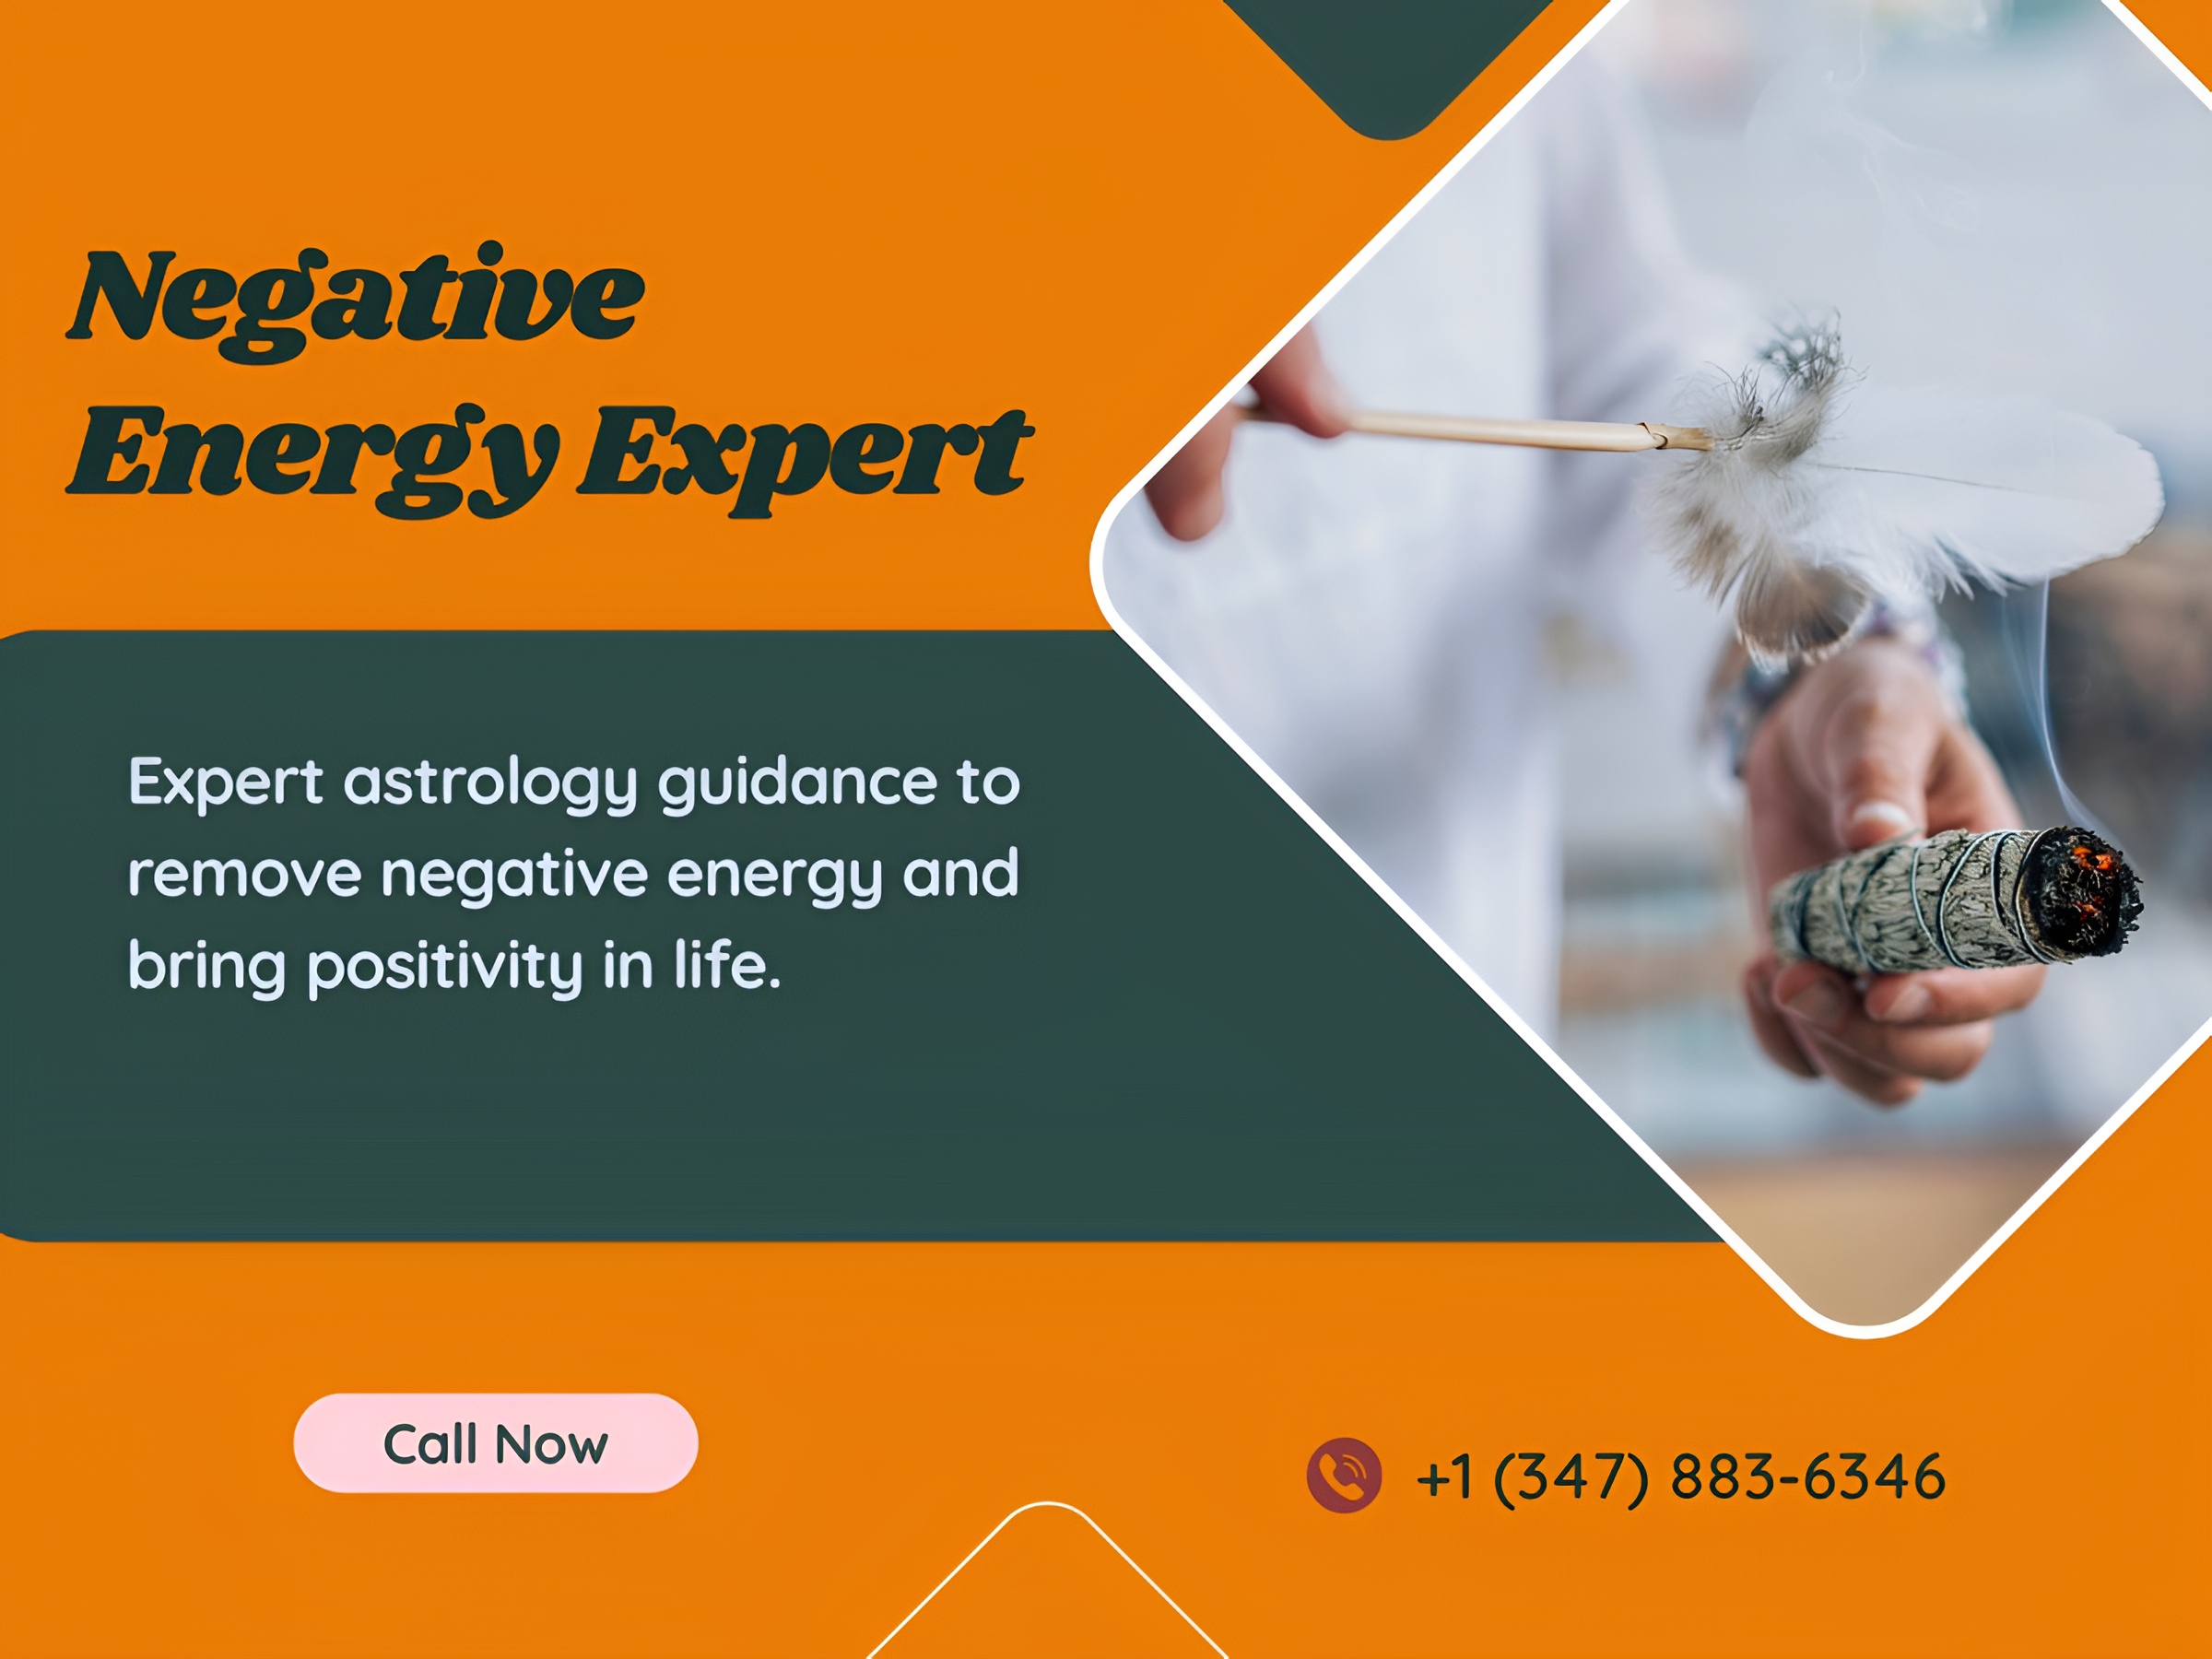 Negative
Energy Expert
Expert astrology guidance to
remove negative energy and
bring positivity in life.
Call Now
+1 (347) 883-6346